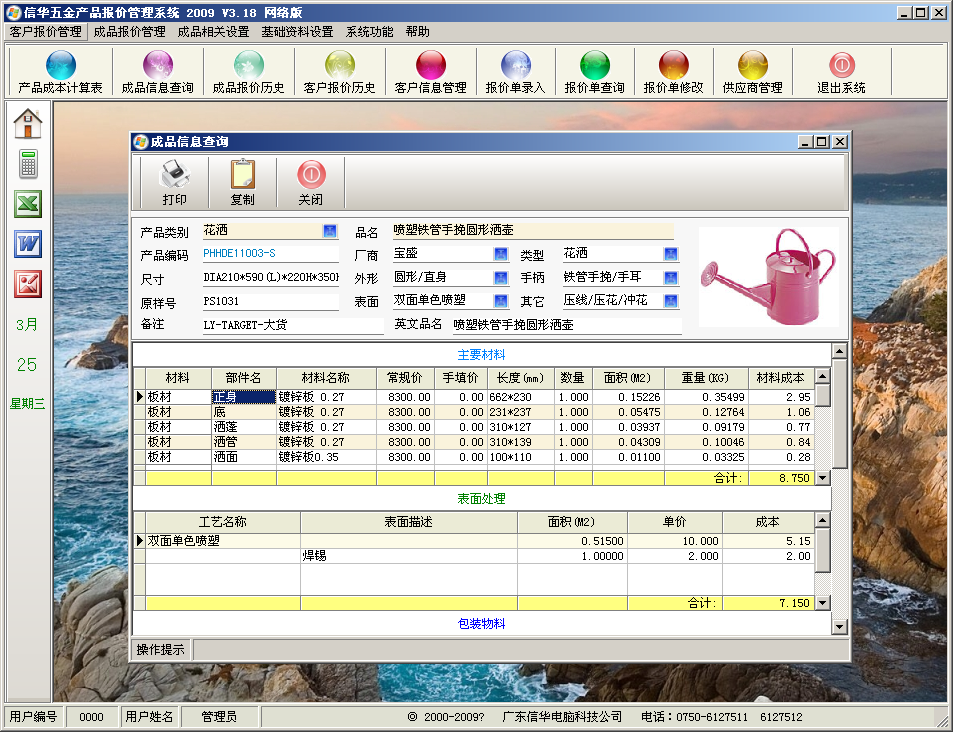 信华五金产品报价管理系统 2009 V3.18 网络版
客户报价管理 成品报价管理 成品相关设置 基础资料设置 系统功能 帮助
产品成本计算表 成品信息查询 成品报价历史 客户报价历史 客户信息管理 报价单录入 报价单查询 报价单修改 供应商管理 退出系统
3月
25
星期三
成品信息查询
打印 复制 关闭
产品类别 花洒 品名 喷塑铁管手挽圆形洒壶
产品编码 PHHDE11003-S 厂商 宝盛 类型 花洒
尺寸 DIA210*590(L)*220H*350H 外形 圆形/直身 手柄 铁管手挽/手耳
原样号 PS1031 表面 双面单色喷塑 其它 压线/压花/冲花
备注 LY-TARGET-大货 英文品名 喷塑铁管手挽圆形洒壶
主要材料
材料 部件名 材料名称 常规价 手填价 长度(mm) 数量 面积(M2) 重量(KG) 材料成本
板材 正身 镀锌板 0.27 8300.00 0.00 662*230 1.000 0.15226 0.35499 2.95
板材 底 镀锌板 0.27 8300.00 0.00 231*237 1.000 0.05475 0.12764 1.06
板材 洒蓬 镀锌板 0.27 8300.00 0.00 310*127 1.000 0.03937 0.09179 0.77
板材 洒管 镀锌板 0.27 8300.00 0.00 310*139 1.000 0.04309 0.10046 0.84
板材 洒面 镀锌板0.35 8300.00 0.00 100*110 1.000 0.01100 0.03325 0.28
合计: 8.750
表面处理
工艺名称 表面描述 面积(M2) 单价 成本
双面单色喷塑 0.51500 10.000 5.15
焊锡 1.00000 2.000 2.00
合计: 7.150
包装物料
操作提示
用户编号 0000 用户姓名 管理员 © 2000-2009? 广东信华电脑科技公司 电话：0750-6127511 6127512